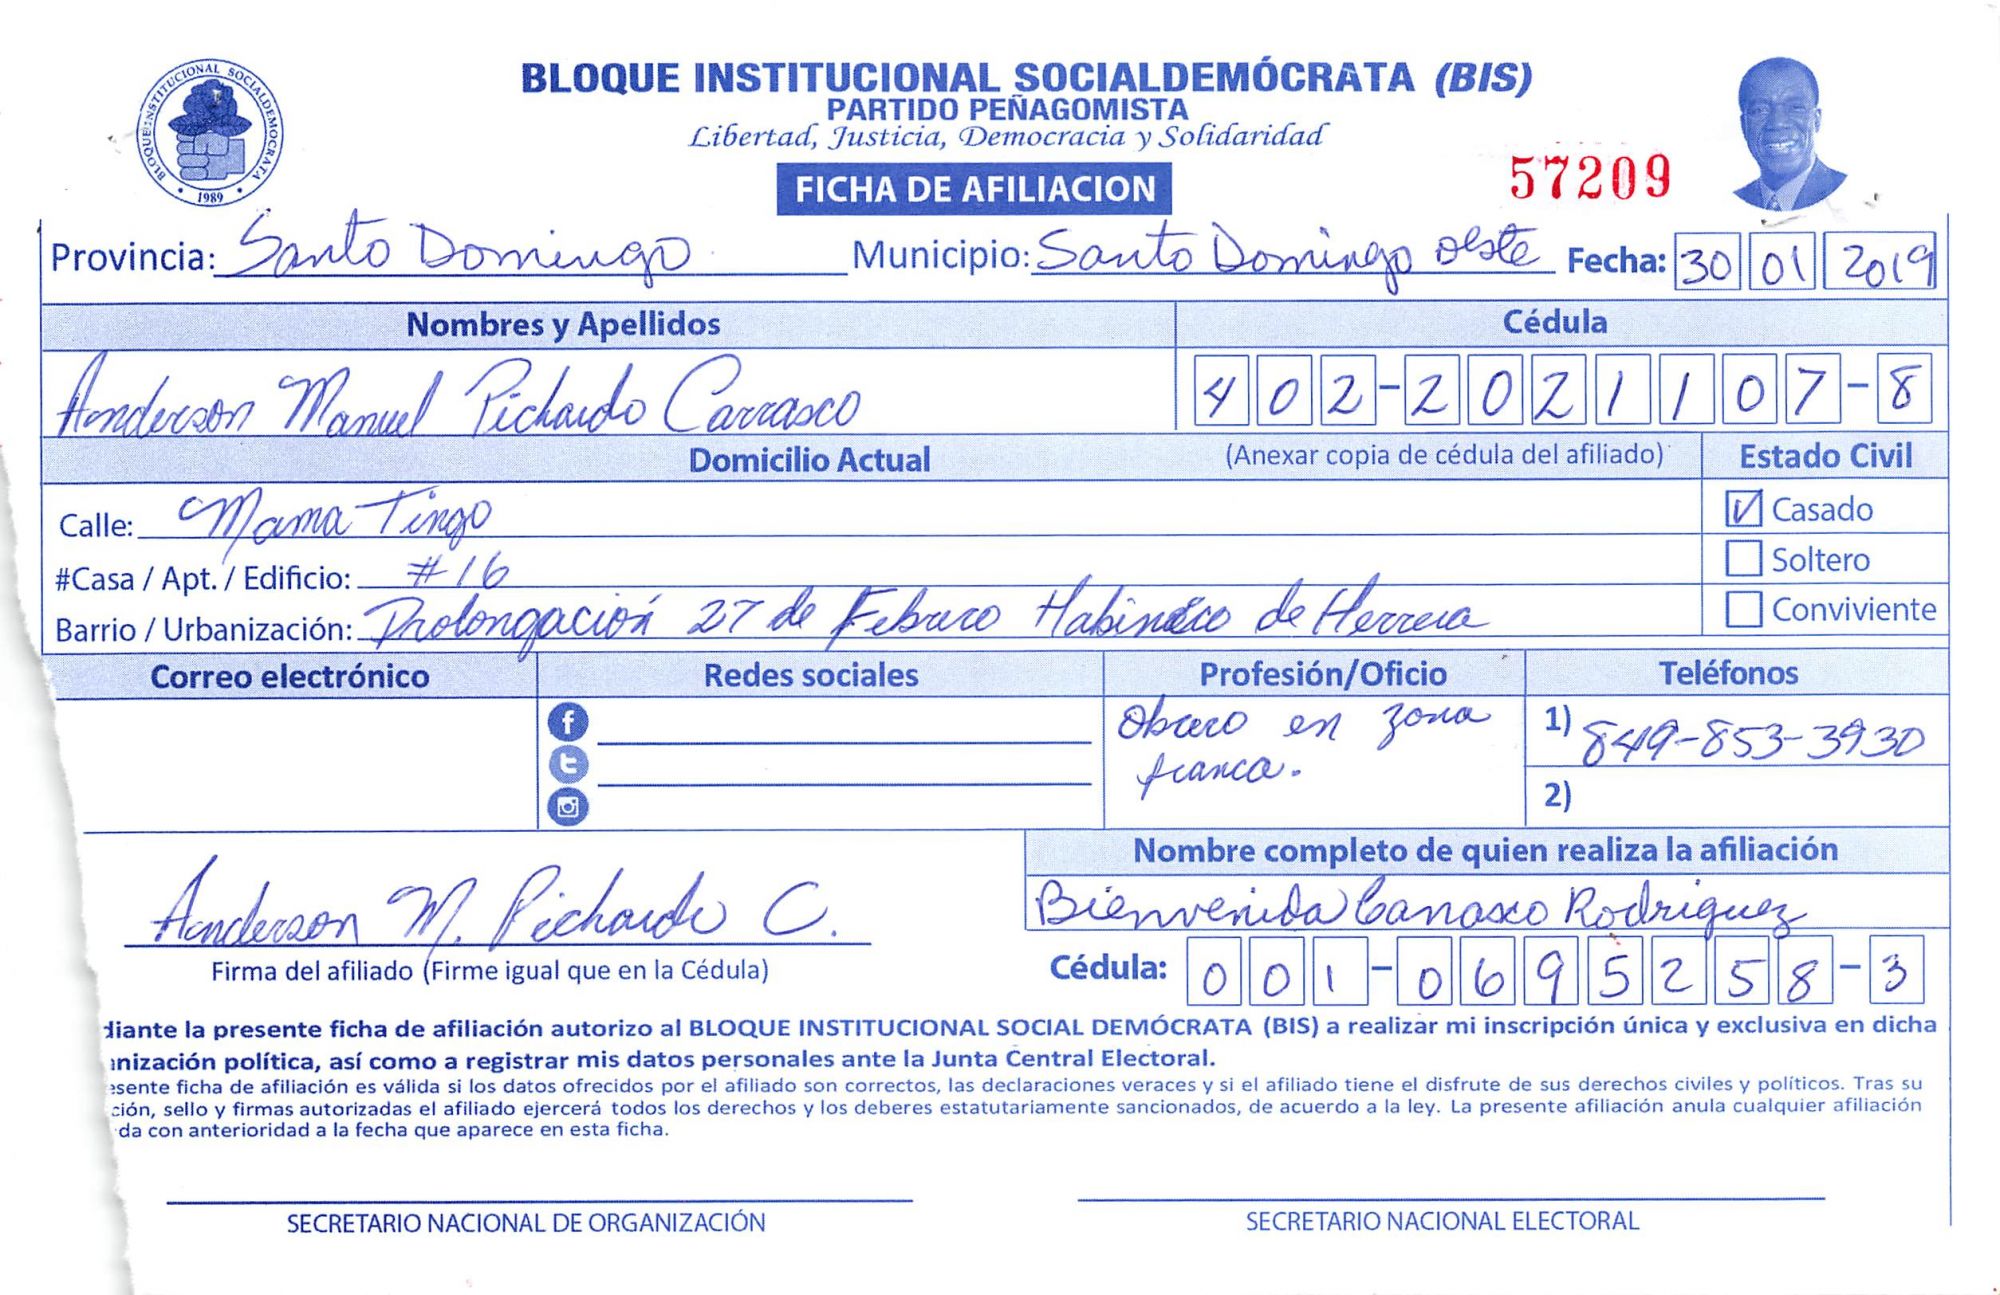 BLOQUE INSTITUCIONAL SOCIALDEMÓCRATA (BIS)
PARTIDO PEÑAGOMISTA
Libertad, Justicia, Democracia y Solidaridad
BLOQUE INSTITUCIONAL SOCIALDEMOCRATA
1989
FICHA DE AFILIACION
57209
Provincia: Santo Domingo Municipio: Santo Domingo oeste Fecha: 30 01 2019
Nombres y Apellidos Cédula
Anderson Manuel Pichardo Carrasco 402-2021107-8
Domicilio Actual (Anexar copia de cédula del afiliado) Estado Civil
Calle: Mama Tingo Casado
#Casa / Apt. / Edificio: #16 Soltero
Barrio / Urbanización: Prolongación 27 de Febrero de Herrera Conviviente
Correo electrónico Redes sociales Profesión/Oficio Teléfonos
Obrero en zona 1) 849-853-3930
franca. 2)
Nombre completo de quien realiza la afiliación
Anderson M. Pichardo C. Bienvenida Carrasco Rodriguez
Firma del afiliado (Firme igual que en la Cédula) Cédula: 001-0695258-3
diante la presente ficha de afiliación autorizo al BLOQUE INSTITUCIONAL SOCIAL DEMÓCRATA (BIS) a realizar mi inscripción única y exclusiva en dicha
nización política, así como a registrar mis datos personales ante la Junta Central Electoral.
esente ficha de afiliación es válida si los datos ofrecidos por el afiliado son correctos, las declaraciones veraces y si el afiliado tiene el disfrute de sus derechos civiles y políticos. Tras su
ción, sello y firmas autorizadas el afiliado ejercerá todos los derechos y los deberes estatutariamente sancionados, de acuerdo a la ley. La presente afiliación anula cualquier afiliación
da con anterioridad a la fecha que aparece en esta ficha.
SECRETARIO NACIONAL DE ORGANIZACIÓN SECRETARIO NACIONAL ELECTORAL